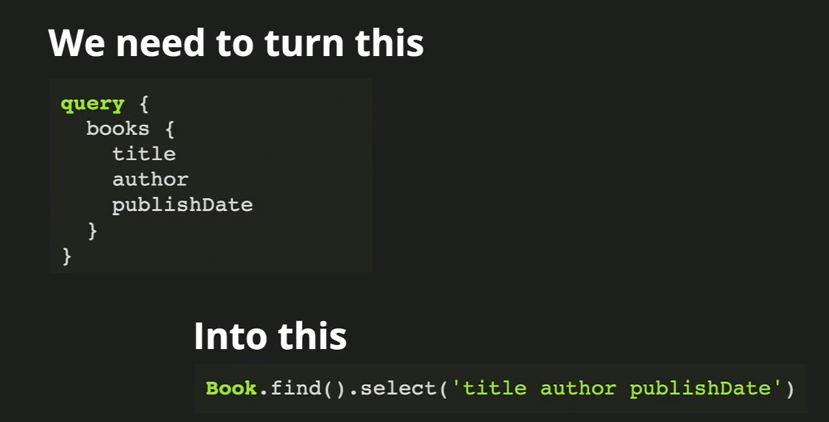 We need to turn this
query {
books {
title
author
publishDate
}
}
Into this
Book.find().select('title author publishDate')